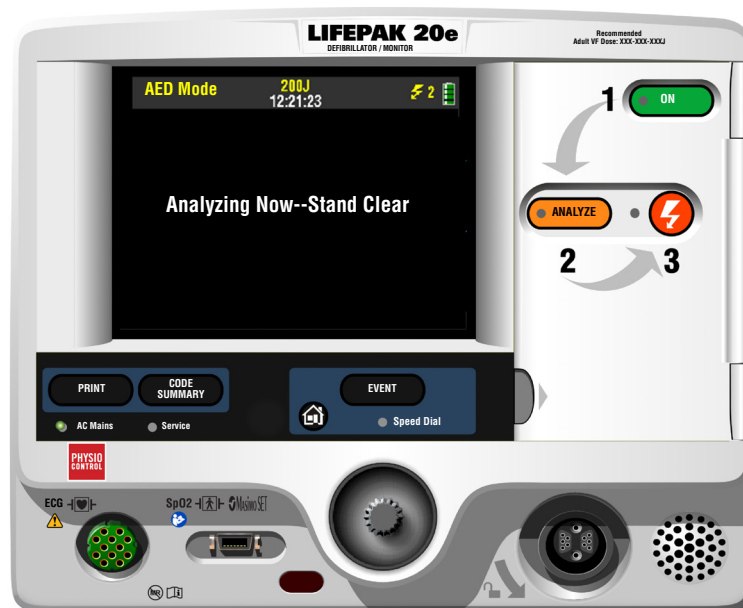 LIFEPAK 20e
DEFIBRILLATOR / MONITOR
Recommended
Adult VF Dose: XXX-XXX-XXXJ
AED Mode
200J
2
12:21:23
Analyzing Now--Stand Clear
1
ON
ANALYZE
2
3
PRINT
CODE
SUMMARY
EVENT
AC Mains
Service
Speed Dial
PHYSIO
CONTROL
ECG
SpO2
Masimo SET
MR